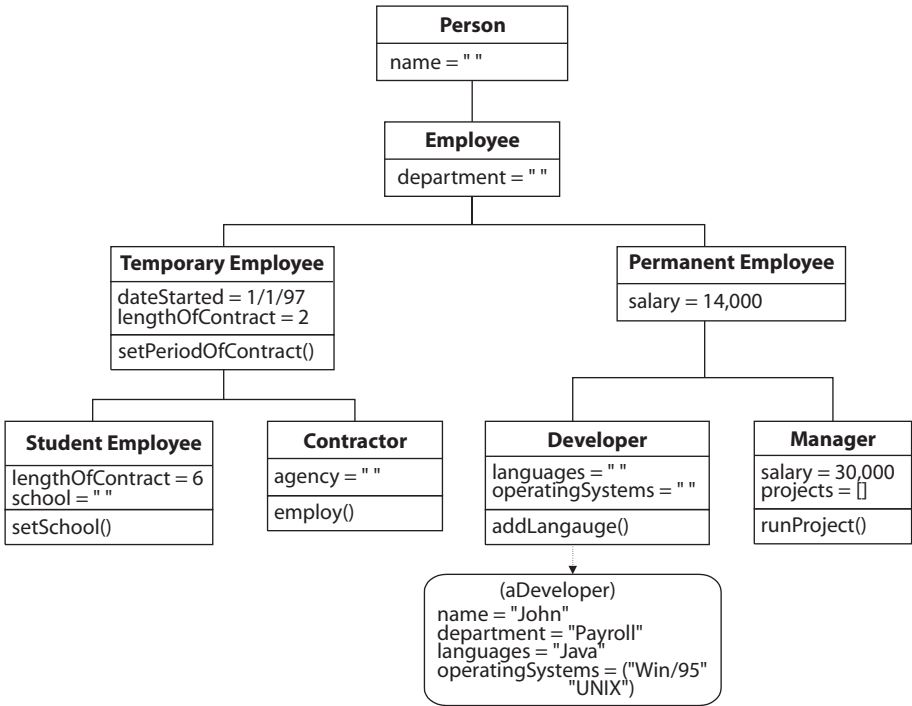 Person
name = " "
Employee
department = " "
Temporary Employee
dateStarted = 1/1/97
lengthOfContract = 2
setPeriodOfContract()
Permanent Employee
salary = 14,000
Student Employee
lengthOfContract = 6
school = " "
setSchool()
Contractor
agency = " "
employ()
Developer
languages = " "
operatingSystems = " "
addLangauge()
Manager
salary = 30,000
projects = []
runProject()
(aDeveloper)
name = "John"
department = "Payroll"
languages = "Java"
operatingSystems = ("Win/95"
"UNIX")